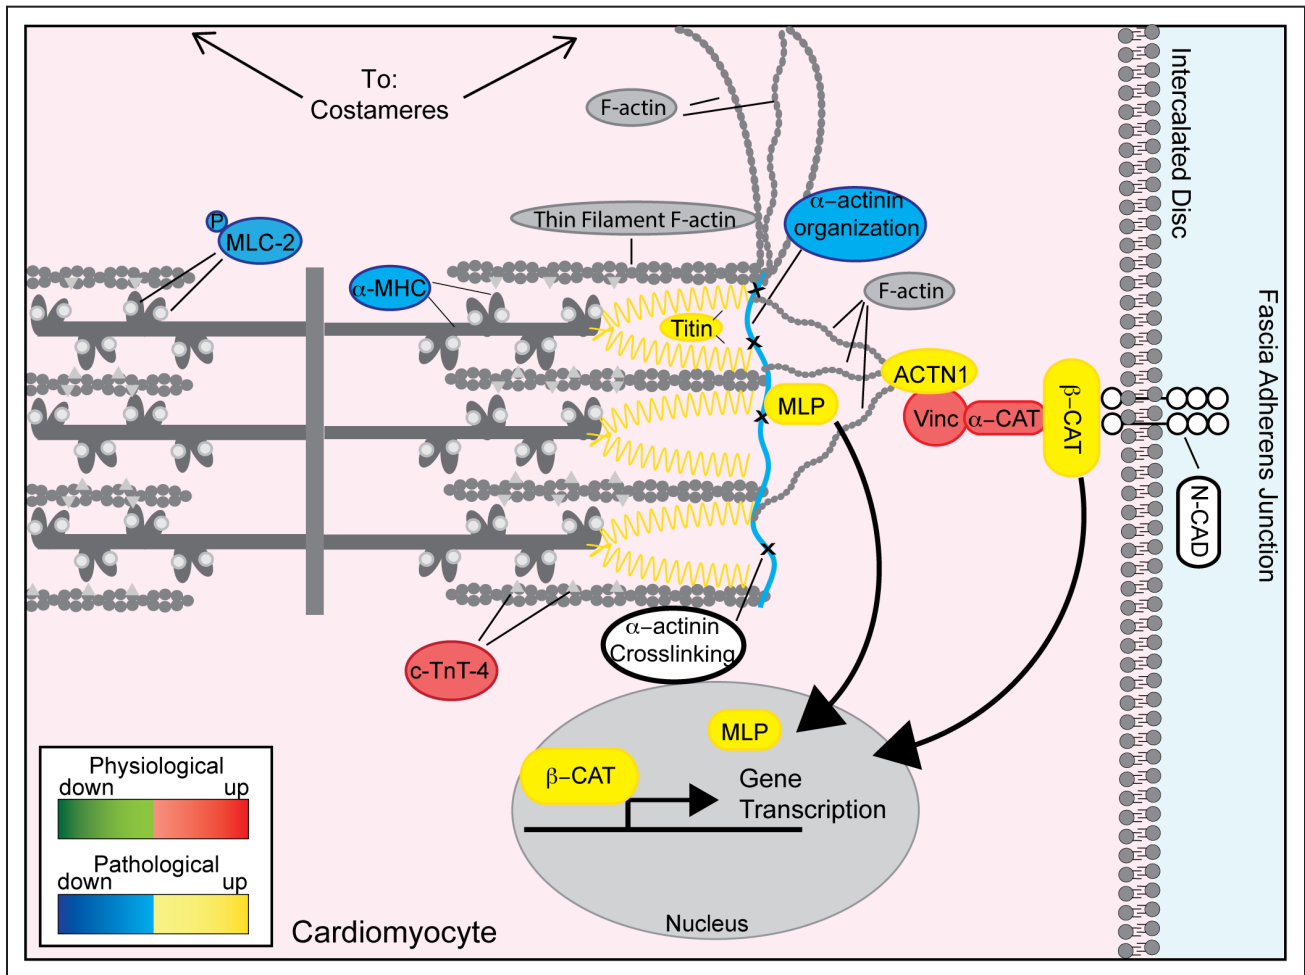 To:
Costameres
F-actin
Intercalated Disc
α-actinin
organization
Thin Filament F-actin
P
MLC-2
α-MHC
F-actin
Titin
Fascia Adherens Junction
ACTN1
MLP
Vinc
α-CAT
β-CAT
N-CAD
α-actinin
Crosslinking
c-TnT-4
MLP
β-CAT
Gene
Transcription
Nucleus
Physiological
down up
Pathological
down up
Cardiomyocyte